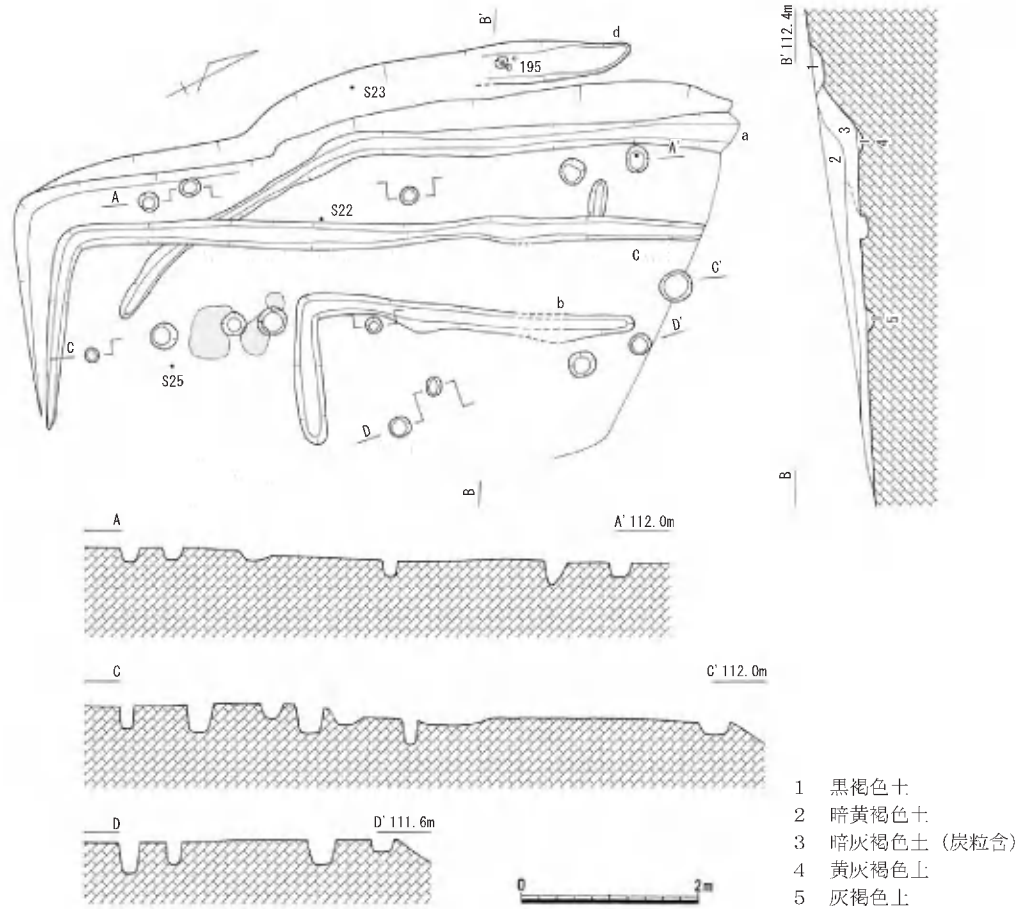 B'
d
195
S23
a
A'
A
S22
C
C'
b
D'
C
S25
D
B
B' 112.4m
1
3
4
2
5
B
A
A' 112.0m
C
C' 112.0m
D
D' 111.6m
0 2m
1 黒褐色土
2 暗黄褐色土
3 暗灰褐色土（炭粒含）
4 黄灰褐色土
5 灰褐色土